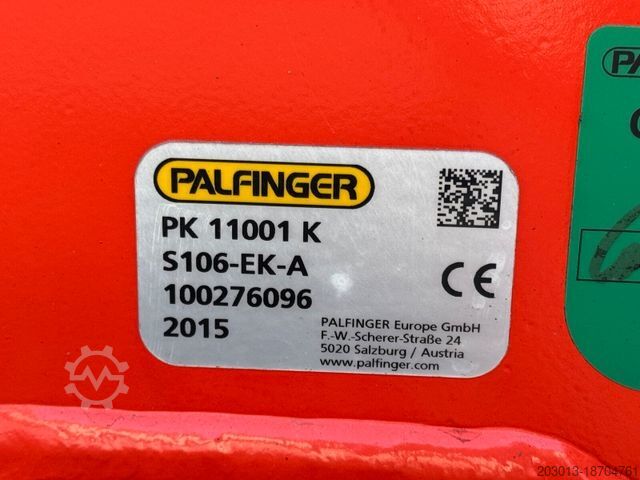 PALFINGER
PK 11001 K
S106-EK-A
100276096
2015
CE
PALFINGER Europe GmbH
F.-W.-Scherer-Straße 24
5020 Salzburg / Austria
www.palfinger.com
203013-18704761